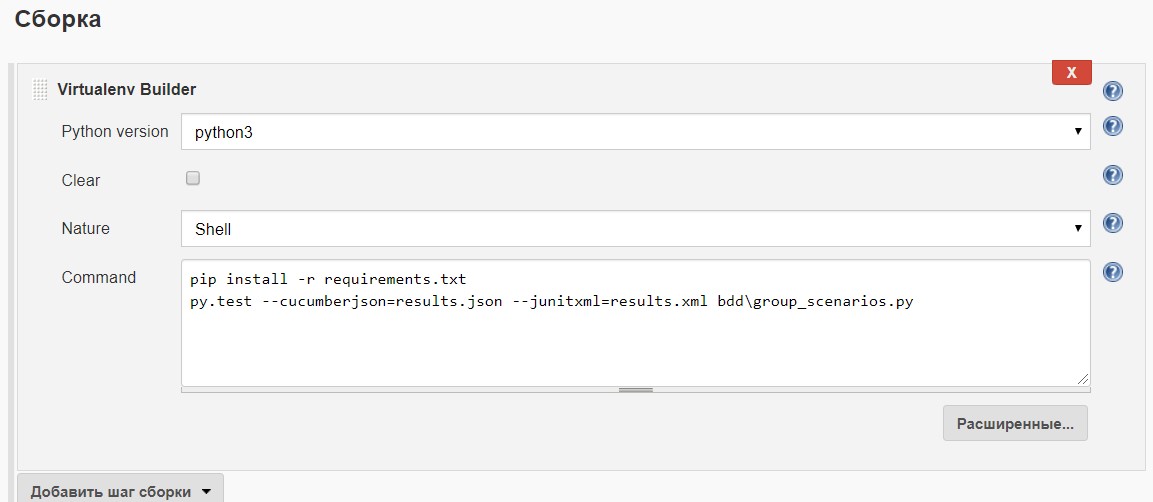 Сборка
X
Virtualenv Builder
Python version
python3
Clear
Nature
Shell
Command
pip install -r requirements.txt
py.test --cucumberjson=results.json --junitxml=results.xml bdd\group_scenarios.py
Расширенные...
Добавить шаг сборки